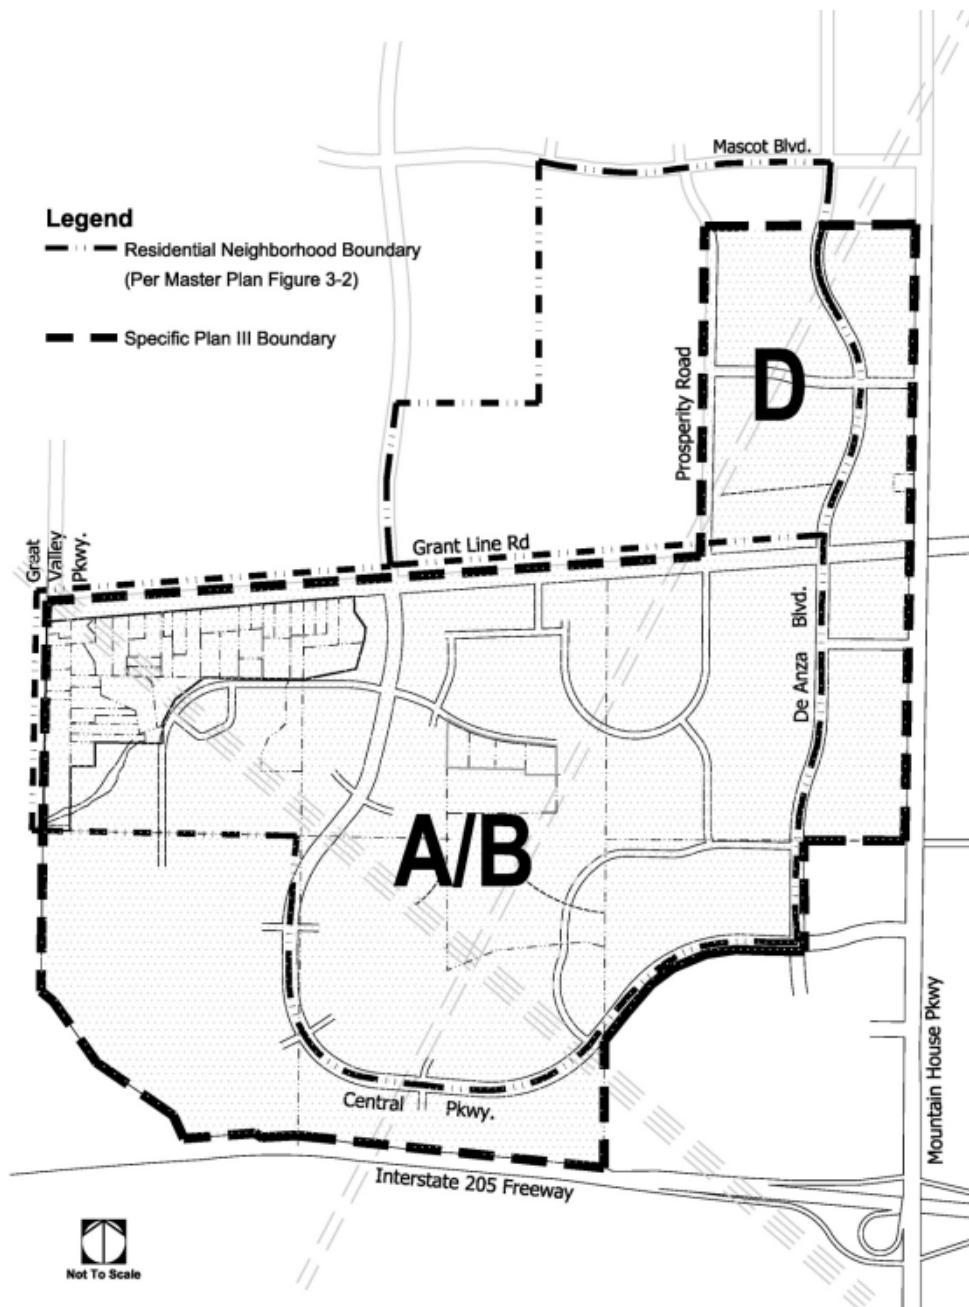 Mascot Blvd.
Legend
Residential Neighborhood Boundary
(Per Master Plan Figure 3-2)
Specific Plan III Boundary
D
Prosperity Road
Great
Valley
Pkwy.
Grant Line Rd
De Anza Blvd.
A/B
Mountain House Pkwy
Central Pkwy.
Interstate 205 Freeway
Not To Scale